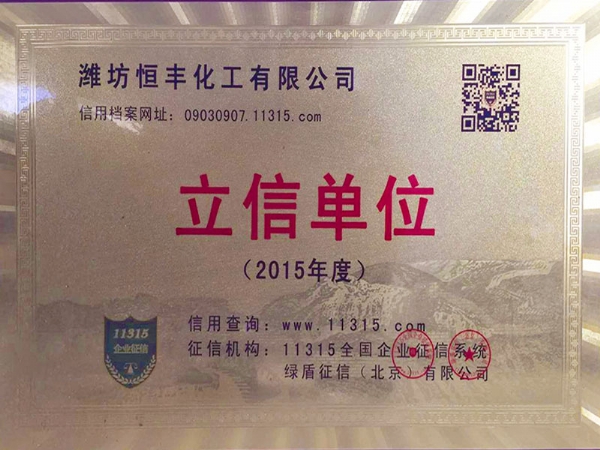 潍坊恒丰化工有限公司
信用档案网址：09030907.11315.com
立信单位
（2015年度）
信用查询：www.11315.com
征信机构：11315全国企业征信系统
绿盾征信（北京）有限公司
11315
企业征信